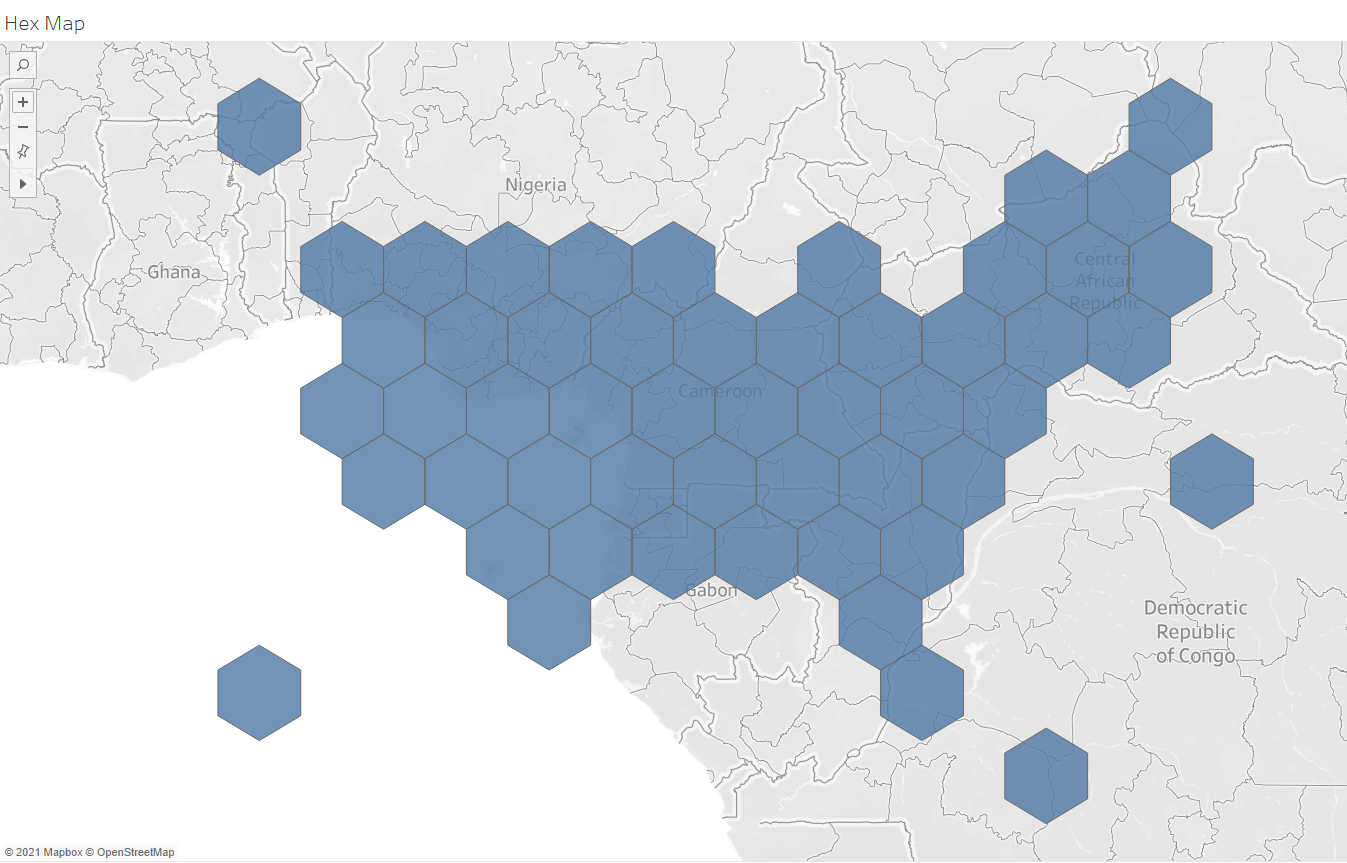 Hex Map
Nigeria
Ghana
Central
African
Republic
Cameroon
Gabon
Democratic
Republic
of Congo
© 2021 Mapbox © OpenStreetMap